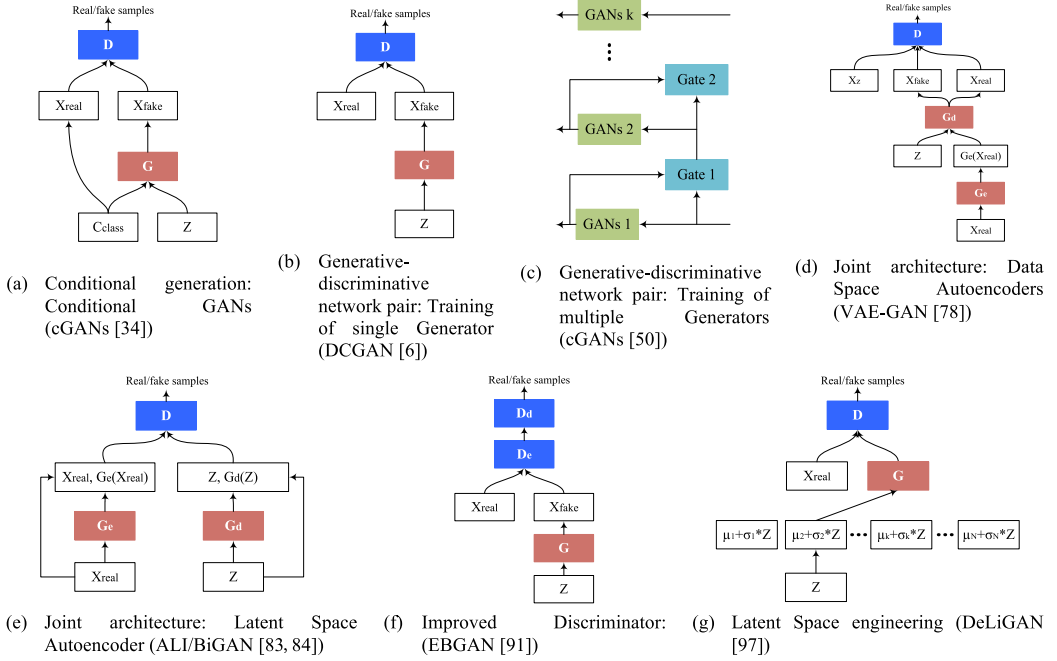 Real/fake samples
D
Xreal
Xfake
G
Cclass
Z
(a) Conditional generation:
Conditional GANs
(cGANs [34])
Real/fake samples
D
Xreal
Xfake
G
Z
(b) Generative-
discriminative
network pair: Training
of single Generator
(DCGAN [6])
GANs k
Gate 2
GANs 2
Gate 1
GANs 1
(c) Generative-discriminative
network pair: Training of
multiple Generators
(cGANs [50])
Real/fake samples
D
Xz
Xfake
Xreal
Gd
Z
Ge(Xreal)
Ge
Xreal
(d) Joint architecture: Data
Space Autoencoders
(VAE-GAN [78])
Real/fake samples
D
Xreal, Ge(Xreal)
Z, Gd(Z)
Ge
Gd
Xreal
Z
(e) Joint architecture: Latent Space
Autoencoder (ALI/BiGAN [83, 84])
Real/fake samples
Dd
De
Xreal
Xfake
G
Z
(f) Improved Discriminator:
(EBGAN [91])
Real/fake samples
D
Xreal
G
μ1+σ1*Z
μ2+σ2*Z
μk+σk*Z
μN+σN*Z
Z
(g) Latent Space engineering (DeLiGAN
[97])